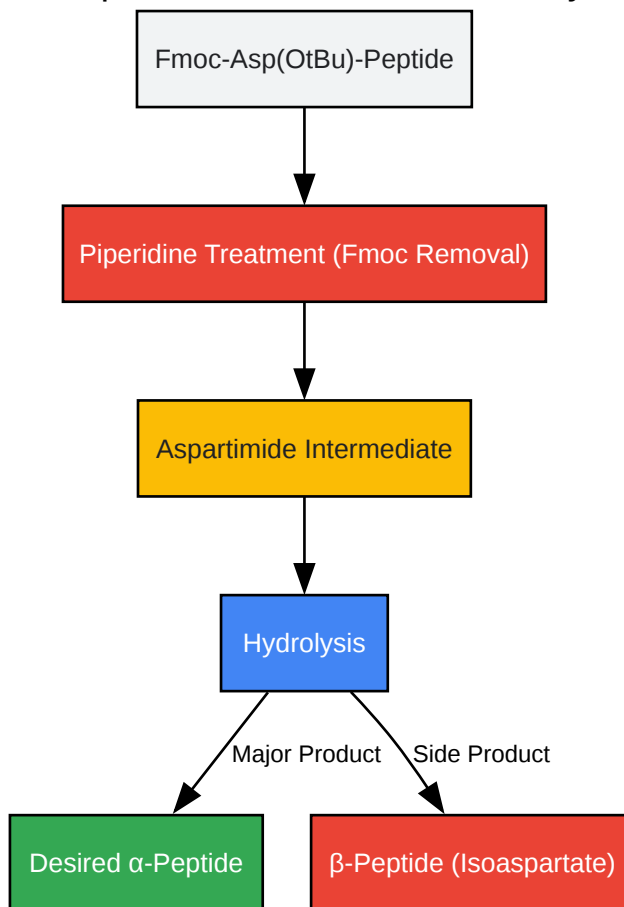 Fmoc-Asp(OtBu)-Peptide
Piperidine Treatment (Fmoc Removal)
Aspartimide Intermediate
Hydrolysis
Major Product
Side Product
Desired α-Peptide
β-Peptide (Isoaspartate)